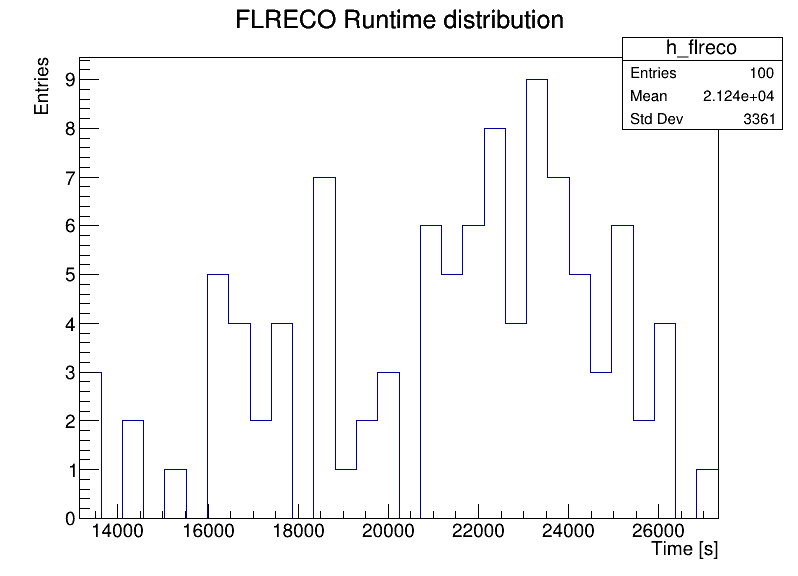 FLRECO Runtime distribution
h_flreco
Entries 100
Mean 2.124e+04
Std Dev 3361
Entries
9
8
7
6
5
4
3
2
1
0
14000 16000 18000 20000 22000 24000 26000
Time [s]